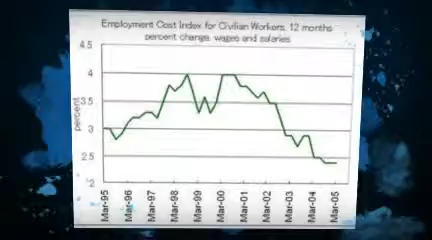 Employment Cost Index for Civilian Workers, 12 months
percent change, wages and salaries
4.5
4
3.5
3
2.5
2
percent
Mar-95
Mar-96
Mar-97
Mar-98
Mar-99
Mar-00
Mar-01
Mar-02
Mar-03
Mar-04
Mar-05